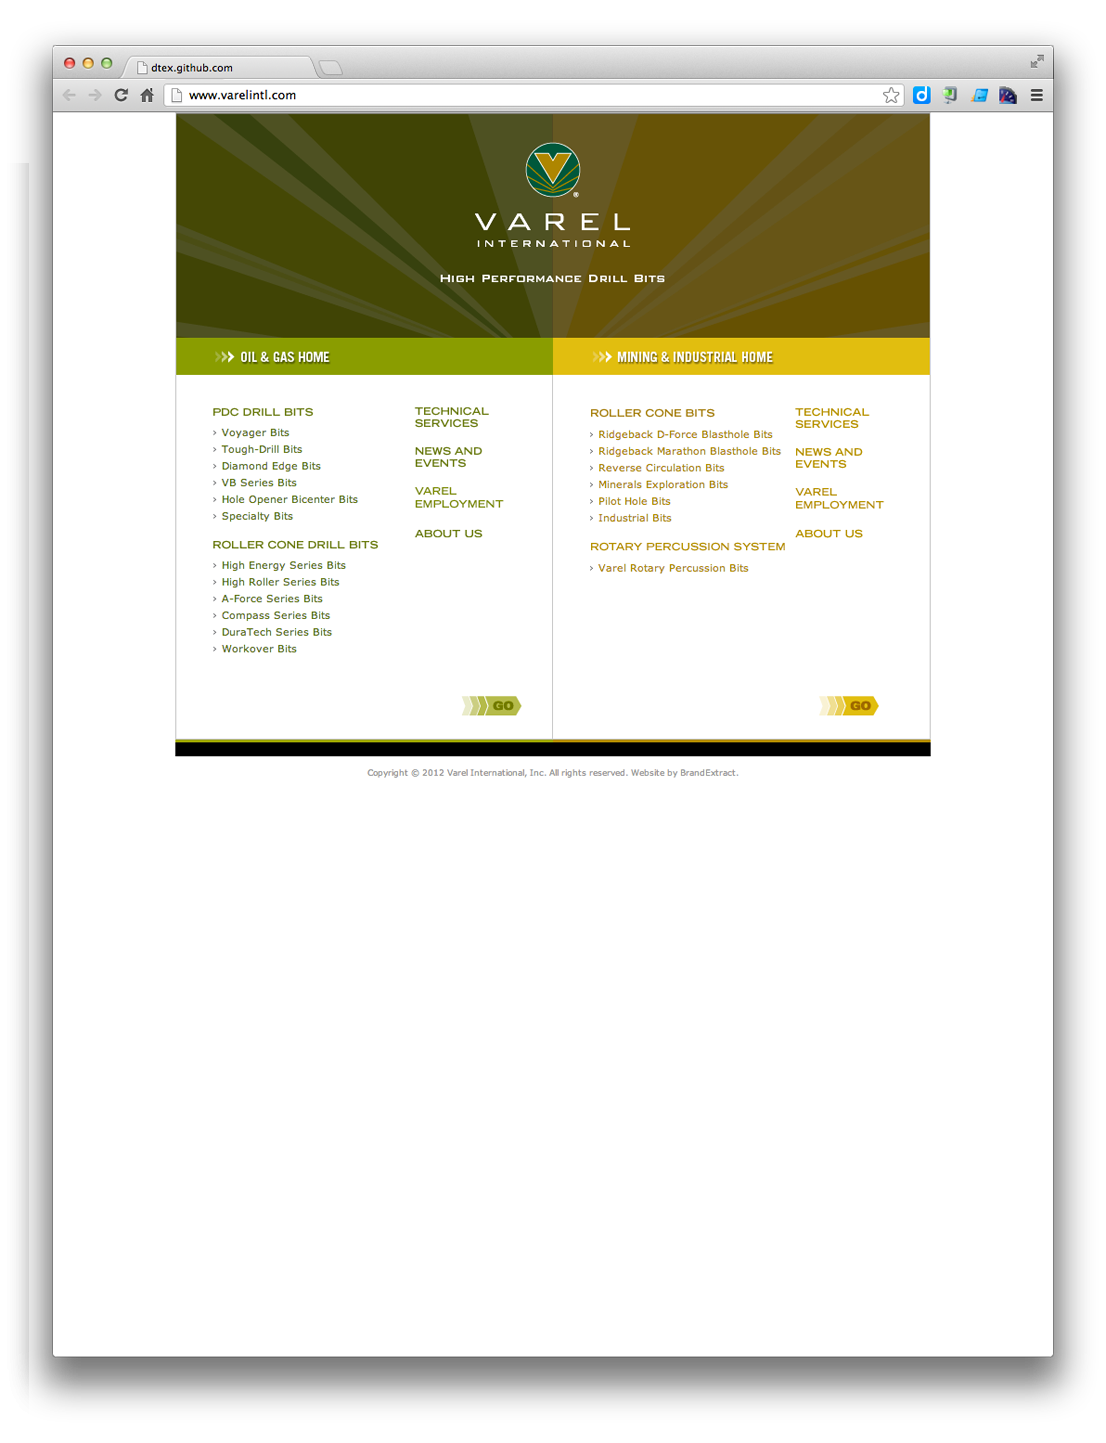 dtex.github.com
www.varelintl.com
V
®
VAREL
INTERNATIONAL
High Performance Drill Bits
OIL & GAS HOME
MINING & INDUSTRIAL HOME
PDC DRILL BITS
› Voyager Bits
› Tough-Drill Bits
› Diamond Edge Bits
› VB Series Bits
› Hole Opener Bicenter Bits
› Specialty Bits
ROLLER CONE DRILL BITS
› High Energy Series Bits
› High Roller Series Bits
› A-Force Series Bits
› Compass Series Bits
› DuraTech Series Bits
› Workover Bits
TECHNICAL
SERVICES
NEWS AND
EVENTS
VAREL
EMPLOYMENT
ABOUT US
GO
ROLLER CONE BITS
› Ridgeback D-Force Blasthole Bits
› Ridgeback Marathon Blasthole Bits
› Reverse Circulation Bits
› Minerals Exploration Bits
› Pilot Hole Bits
› Industrial Bits
ROTARY PERCUSSION SYSTEM
› Varel Rotary Percussion Bits
TECHNICAL
SERVICES
NEWS AND
EVENTS
VAREL
EMPLOYMENT
ABOUT US
GO
Copyright © 2012 Varel International, Inc. All rights reserved. Website by BrandExtract.